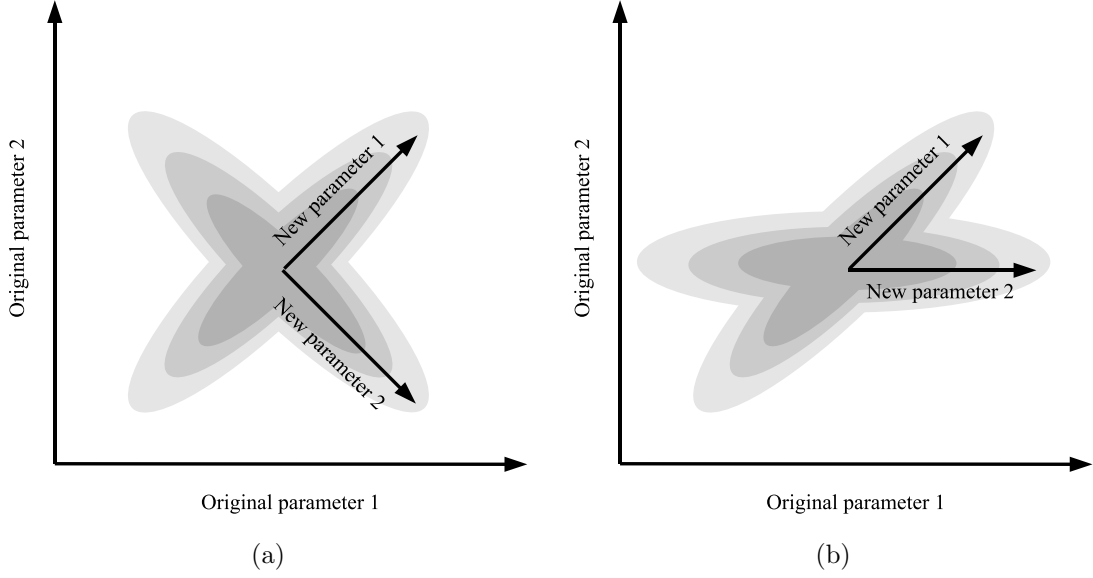 Original parameter 2
New parameter 1
New parameter 2
Original parameter 1
(a)
Original parameter 2
New parameter 1
New parameter 2
Original parameter 1
(b)